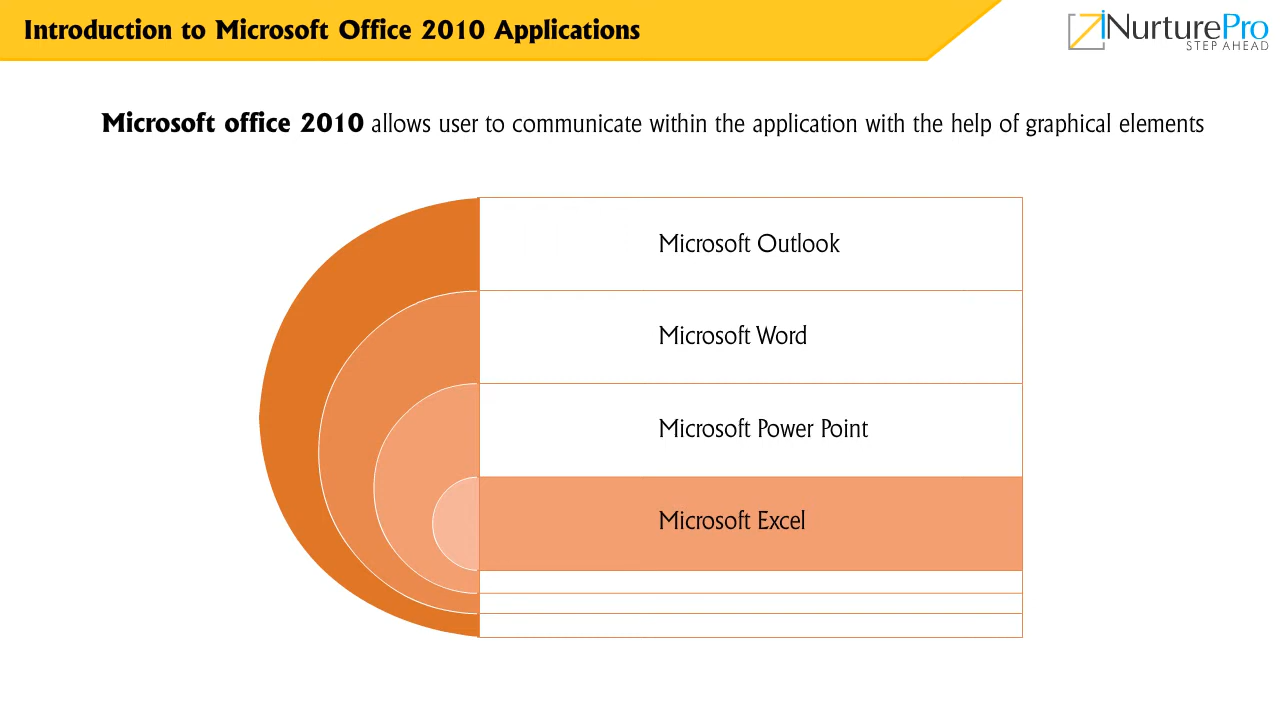 Introduction to Microsoft Office 2010 Applications
iNurturePro
STEP AHEAD
Microsoft office 2010 allows user to communicate within the application with the help of graphical elements
Microsoft Outlook
Microsoft Word
Microsoft Power Point
Microsoft Excel